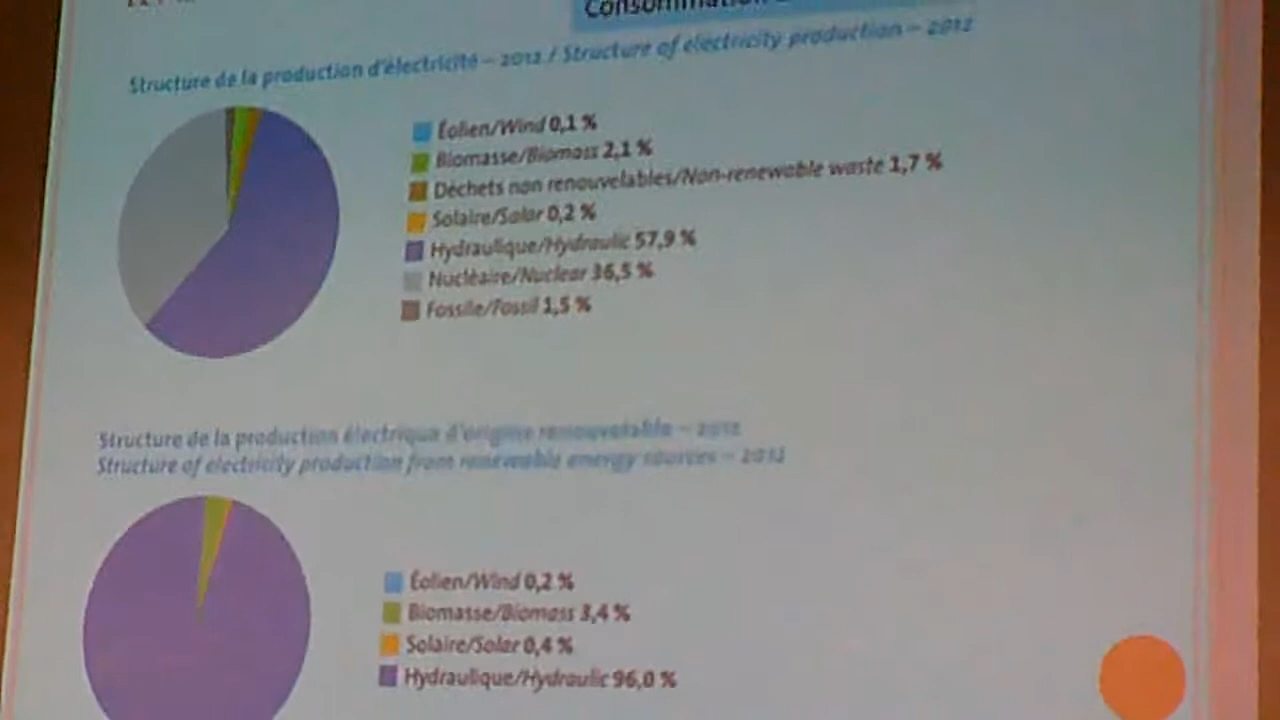 Consommation
Structure de la production d'électricité – 2012 / Structure of electricity production – 2012
Éolien/Wind 0,1 %
Biomasse/Biomass 2,1 %
Déchets non renouvelables/Non-renewable waste 1,7 %
Solaire/Solar 0,2 %
Hydraulique/Hydraulic 57,9 %
Nucléaire/Nuclear 36,5 %
Fossile/Fossil 1,5 %
Structure de la production électrique d'origine renouvelable – 2012
Structure of electricity production from renewable energy sources – 2012
Éolien/Wind 0,2 %
Biomasse/Biomass 3,4 %
Solaire/Solar 0,4 %
Hydraulique/Hydraulic 96,0 %